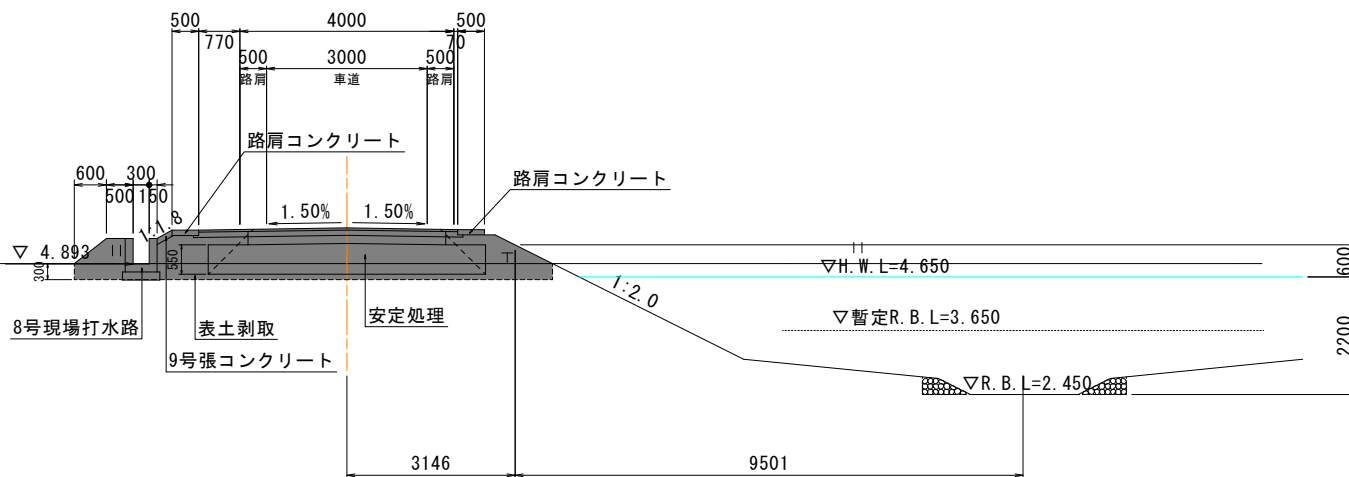 500 4000 500
770 70
500 3000 500
路肩 車道 路肩
路肩コンクリート
路肩コンクリート
600 300
500 150
1:1.8
1.50% 1.50%
▽ 4.893
300
550
▽H.W.L=4.650
600
1:2.0
8号現場打水路
表土剥取
安定処理
▽暫定R.B.L=3.650
2200
9号張コンクリート
▽R.B.L=2.450
3146 9501